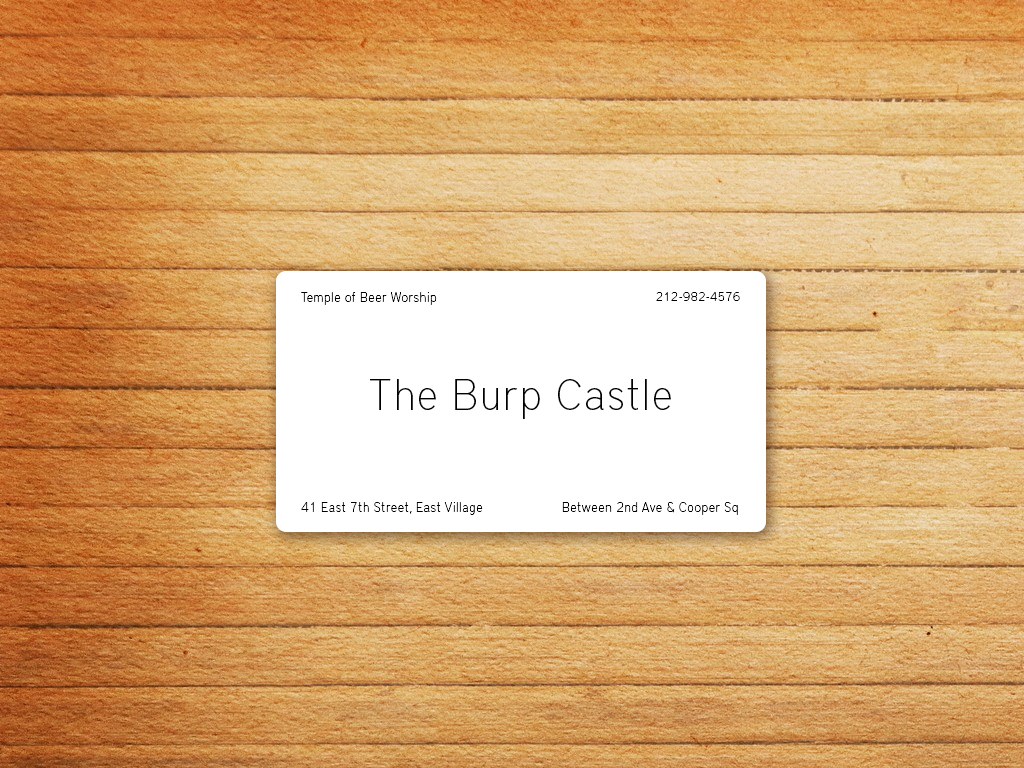 Temple of Beer Worship
212-982-4576
The Burp Castle
41 East 7th Street, East Village
Between 2nd Ave & Cooper Sq